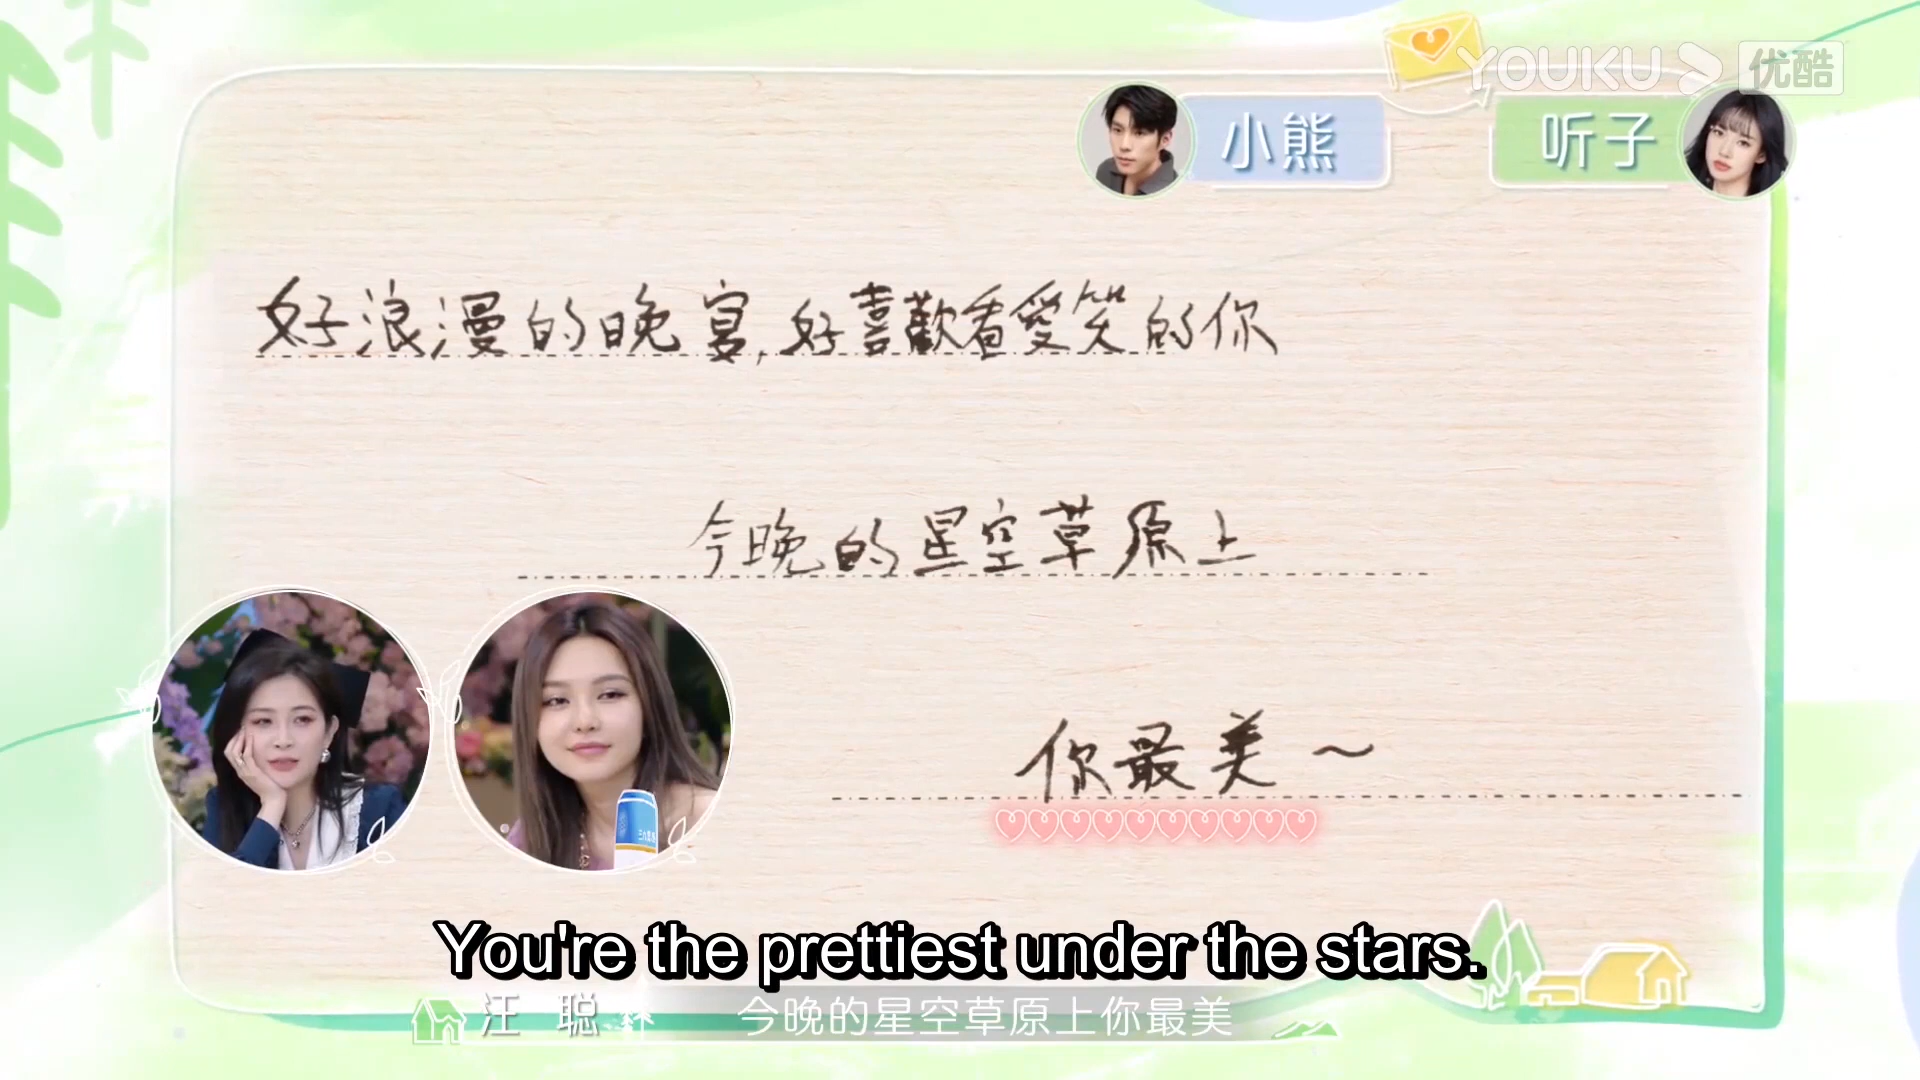 YOUKU 优酷
小熊
听子
好浪漫的晚宴,好喜歡看愛笑的你
今晚的星空草原上
你最美~
You're the prettiest under the stars.
汪聪 今晚的星空草原上你最美